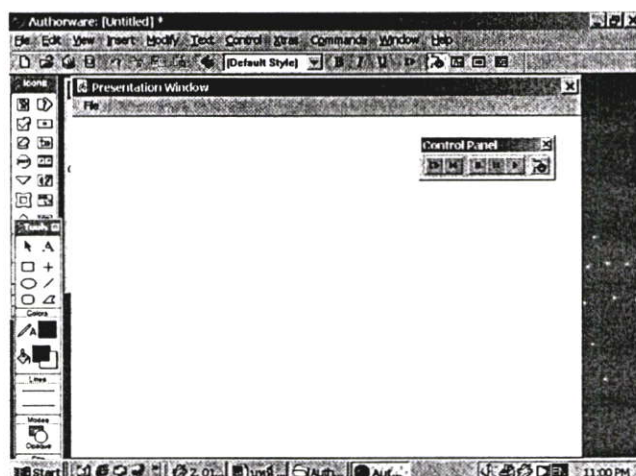 Authorware: [Untitled] *
File Edit View Insert Modify Text Control Xtras Commands Window Help
(Default Style) B I U
Icons
Presentation Window
File
Control Panel
Tools
A
Colors
A
Lines
Modes
Opaque
Start
Auth...
11:00 PM